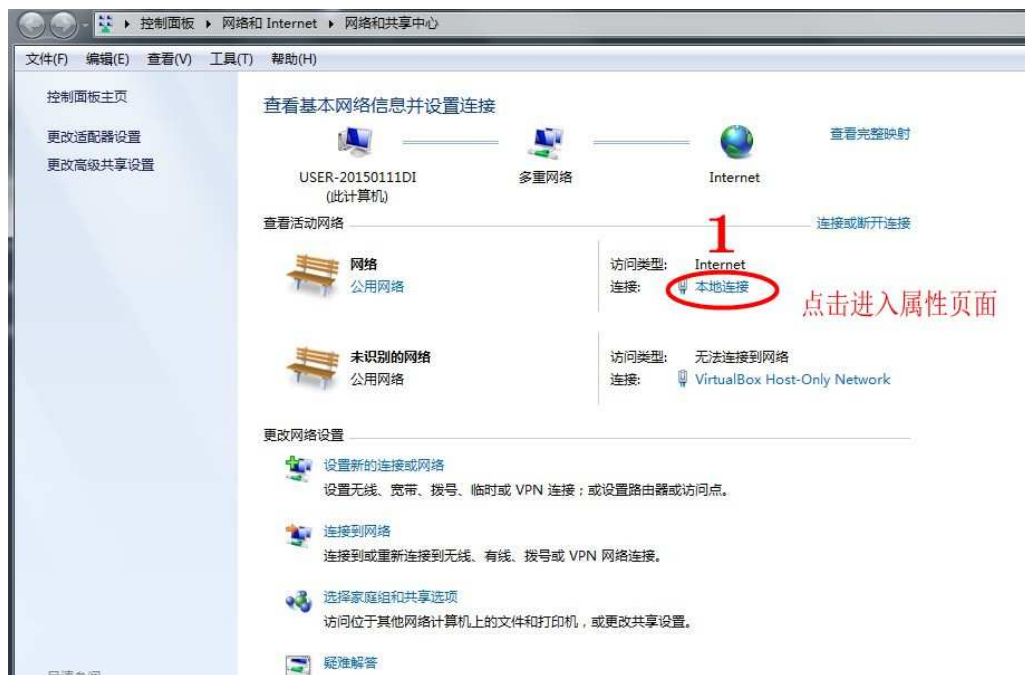 控制面板 网络和 Internet 网络和共享中心
文件(F) 编辑(E) 查看(V) 工具(T) 帮助(H)
控制面板主页
更改适配器设置
更改高级共享设置
查看基本网络信息并设置连接
查看完整映射
USER-20150111DI
(此计算机)
多重网络
Internet
查看活动网络
连接或断开连接
1
网络
公用网络
访问类型: Internet
连接: 本地连接
点击进入属性页面
未识别的网络
公用网络
访问类型: 无法连接到网络
连接: VirtualBox Host-Only Network
更改网络设置
设置新的连接或网络
设置无线、宽带、拨号、临时或 VPN 连接；或设置路由器或访问点。
连接到网络
连接到或重新连接到无线、有线、拨号或 VPN 网络连接。
选择家庭组和共享选项
访问位于其他网络计算机上的文件和打印机，或更改共享设置。
疑难解答